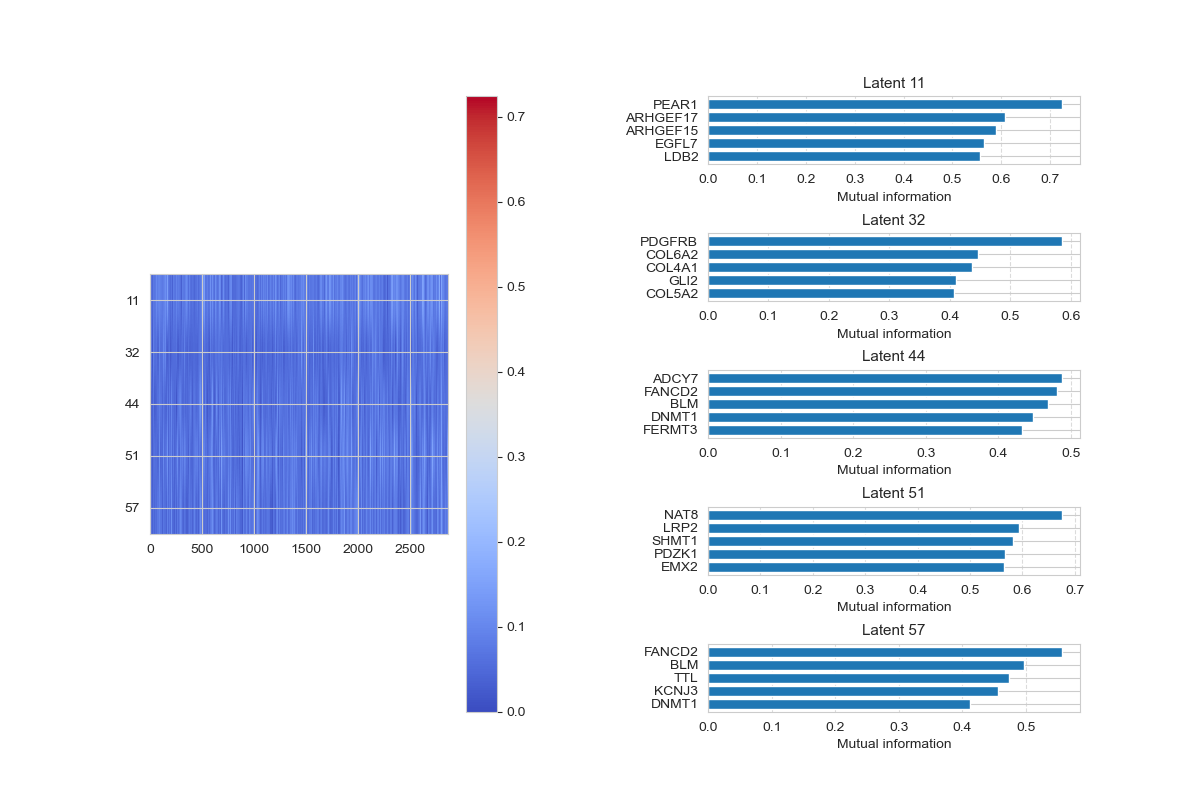 11
32
44
51
57
0 500 1000 1500 2000 2500
0.7
0.6
0.5
0.4
0.3
0.2
0.1
0.0
Latent 11
PEAR1
ARHGEF17
ARHGEF15
EGFL7
LDB2
0.0 0.1 0.2 0.3 0.4 0.5 0.6 0.7
Mutual information
Latent 32
PDGFRB
COL6A2
COL4A1
GLI2
COL5A2
0.0 0.1 0.2 0.3 0.4 0.5 0.6
Mutual information
Latent 44
ADCY7
FANCD2
BLM
DNMT1
FERMT3
0.0 0.1 0.2 0.3 0.4 0.5
Mutual information
Latent 51
NAT8
LRP2
SHMT1
PDZK1
EMX2
0.0 0.1 0.2 0.3 0.4 0.5 0.6 0.7
Mutual information
Latent 57
FANCD2
BLM
TTL
KCNJ3
DNMT1
0.0 0.1 0.2 0.3 0.4 0.5
Mutual information